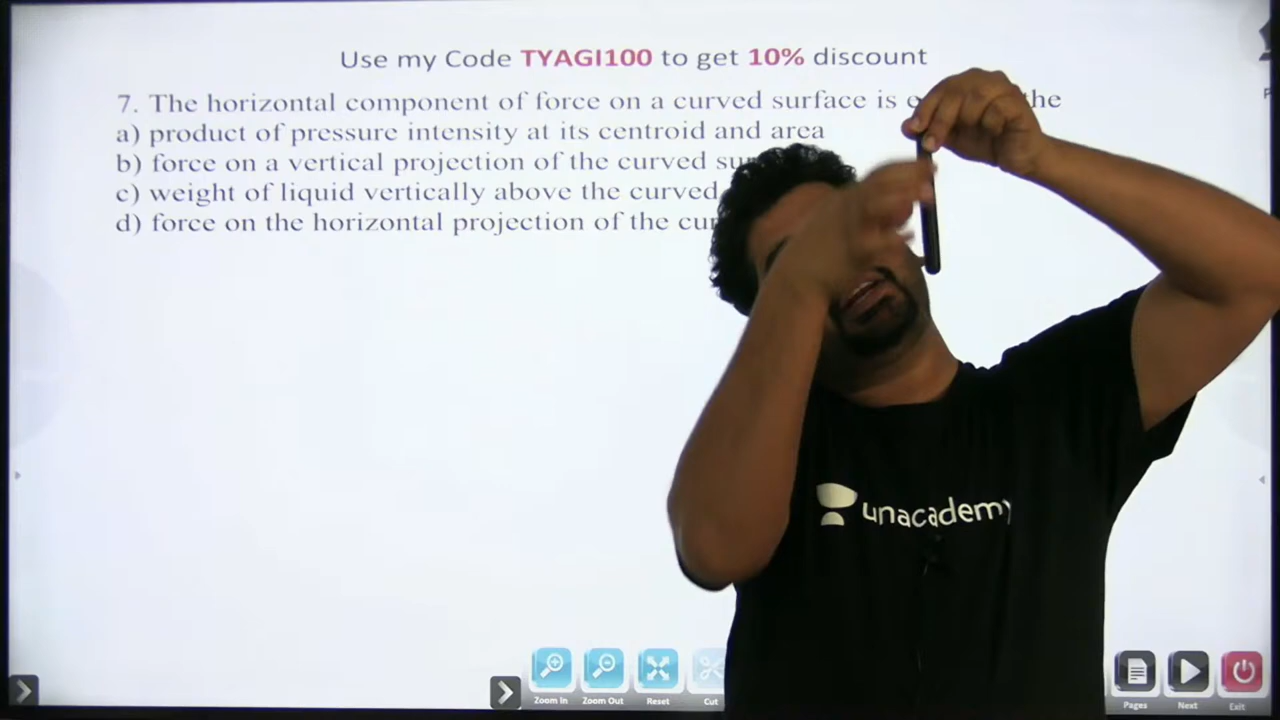 Use my Code TYAGI100 to get 10% discount
7. The horizontal component of force on a curved surface is the
a) product of pressure intensity at its centroid and area
b) force on a vertical projection of the curved
c) weight of liquid vertically above the curved
d) force on the horizontal projection of the
unacademy
Zoom In Zoom Out Reset Cut Pages Next Exit